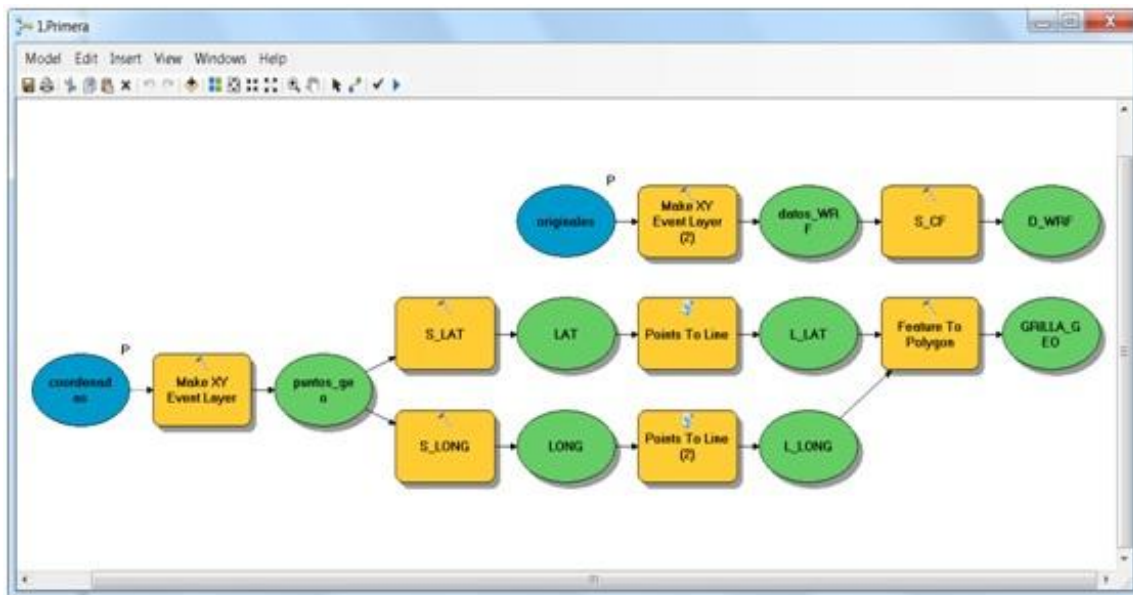 1.Primera
Model Edit Insert View Windows Help
P
originales
Make XY
Event Layer
(2)
datos_WR
F
S_CF
D_WRF
S_LAT
LAT
Points To Line
L_LAT
Feature To
Polygon
GRILLA_G
EO
P
coordenad
as
Make XY
Event Layer
puntos_ge
o
S_LONG
LONG
Points To Line
(2)
L_LONG